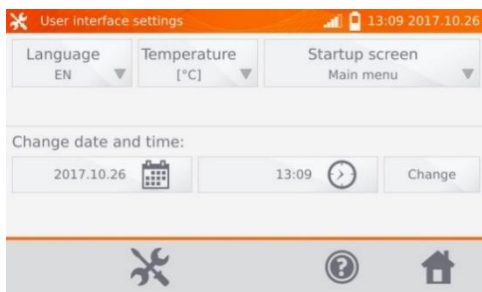 User interface settings 13:09 2017.10.26
Language Temperature Startup screen
EN [°C] Main menu
Change date and time:
2017.10.26 13:09 Change
?